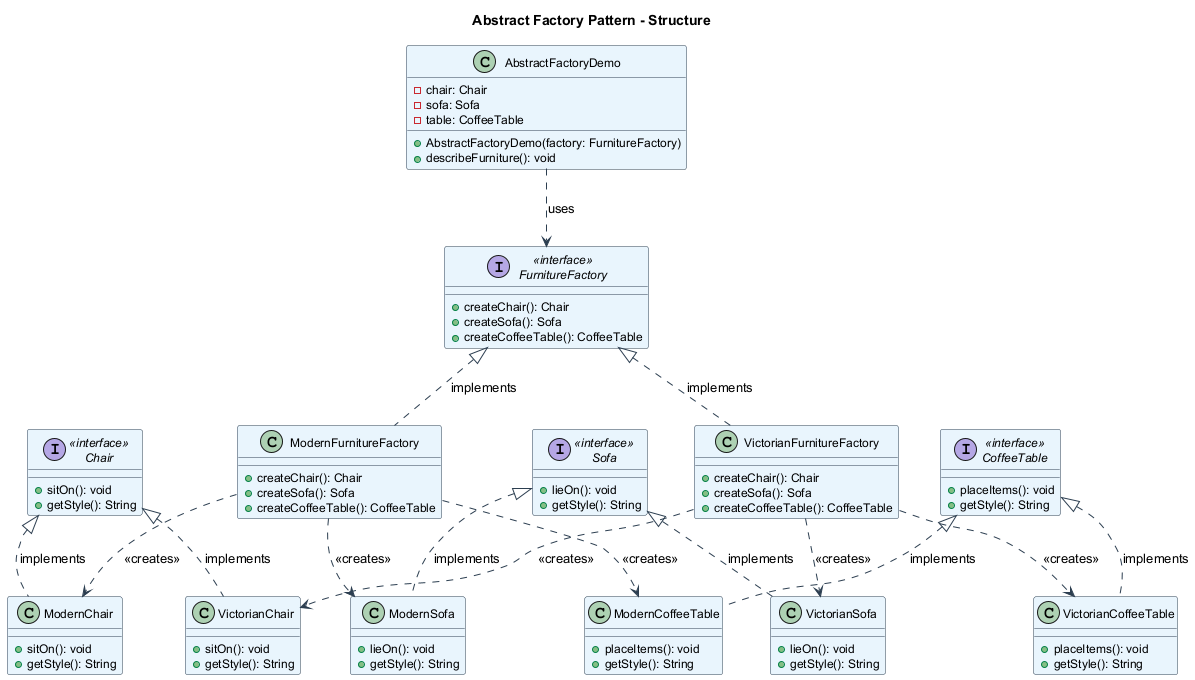 Abstract Factory Pattern - Structure
C AbstractFactoryDemo
chair: Chair
sofa: Sofa
table: CoffeeTable
AbstractFactoryDemo(factory: FurnitureFactory)
describeFurniture(): void
uses
«interface»
I FurnitureFactory
createChair(): Chair
createSofa(): Sofa
createCoffeeTable(): CoffeeTable
implements
implements
«interface»
I Chair
sitOn(): void
getStyle(): String
C ModernFurnitureFactory
createChair(): Chair
createSofa(): Sofa
createCoffeeTable(): CoffeeTable
«interface»
I Sofa
lieOn(): void
getStyle(): String
C VictorianFurnitureFactory
createChair(): Chair
createSofa(): Sofa
createCoffeeTable(): CoffeeTable
«interface»
I CoffeeTable
placeItems(): void
getStyle(): String
implements
«creates»
implements
«creates»
implements
«creates»
«creates»
implements
«creates»
implements
«creates»
implements
C ModernChair
sitOn(): void
getStyle(): String
C VictorianChair
sitOn(): void
getStyle(): String
C ModernSofa
lieOn(): void
getStyle(): String
C ModernCoffeeTable
placeItems(): void
getStyle(): String
C VictorianSofa
lieOn(): void
getStyle(): String
C VictorianCoffeeTable
placeItems(): void
getStyle(): String